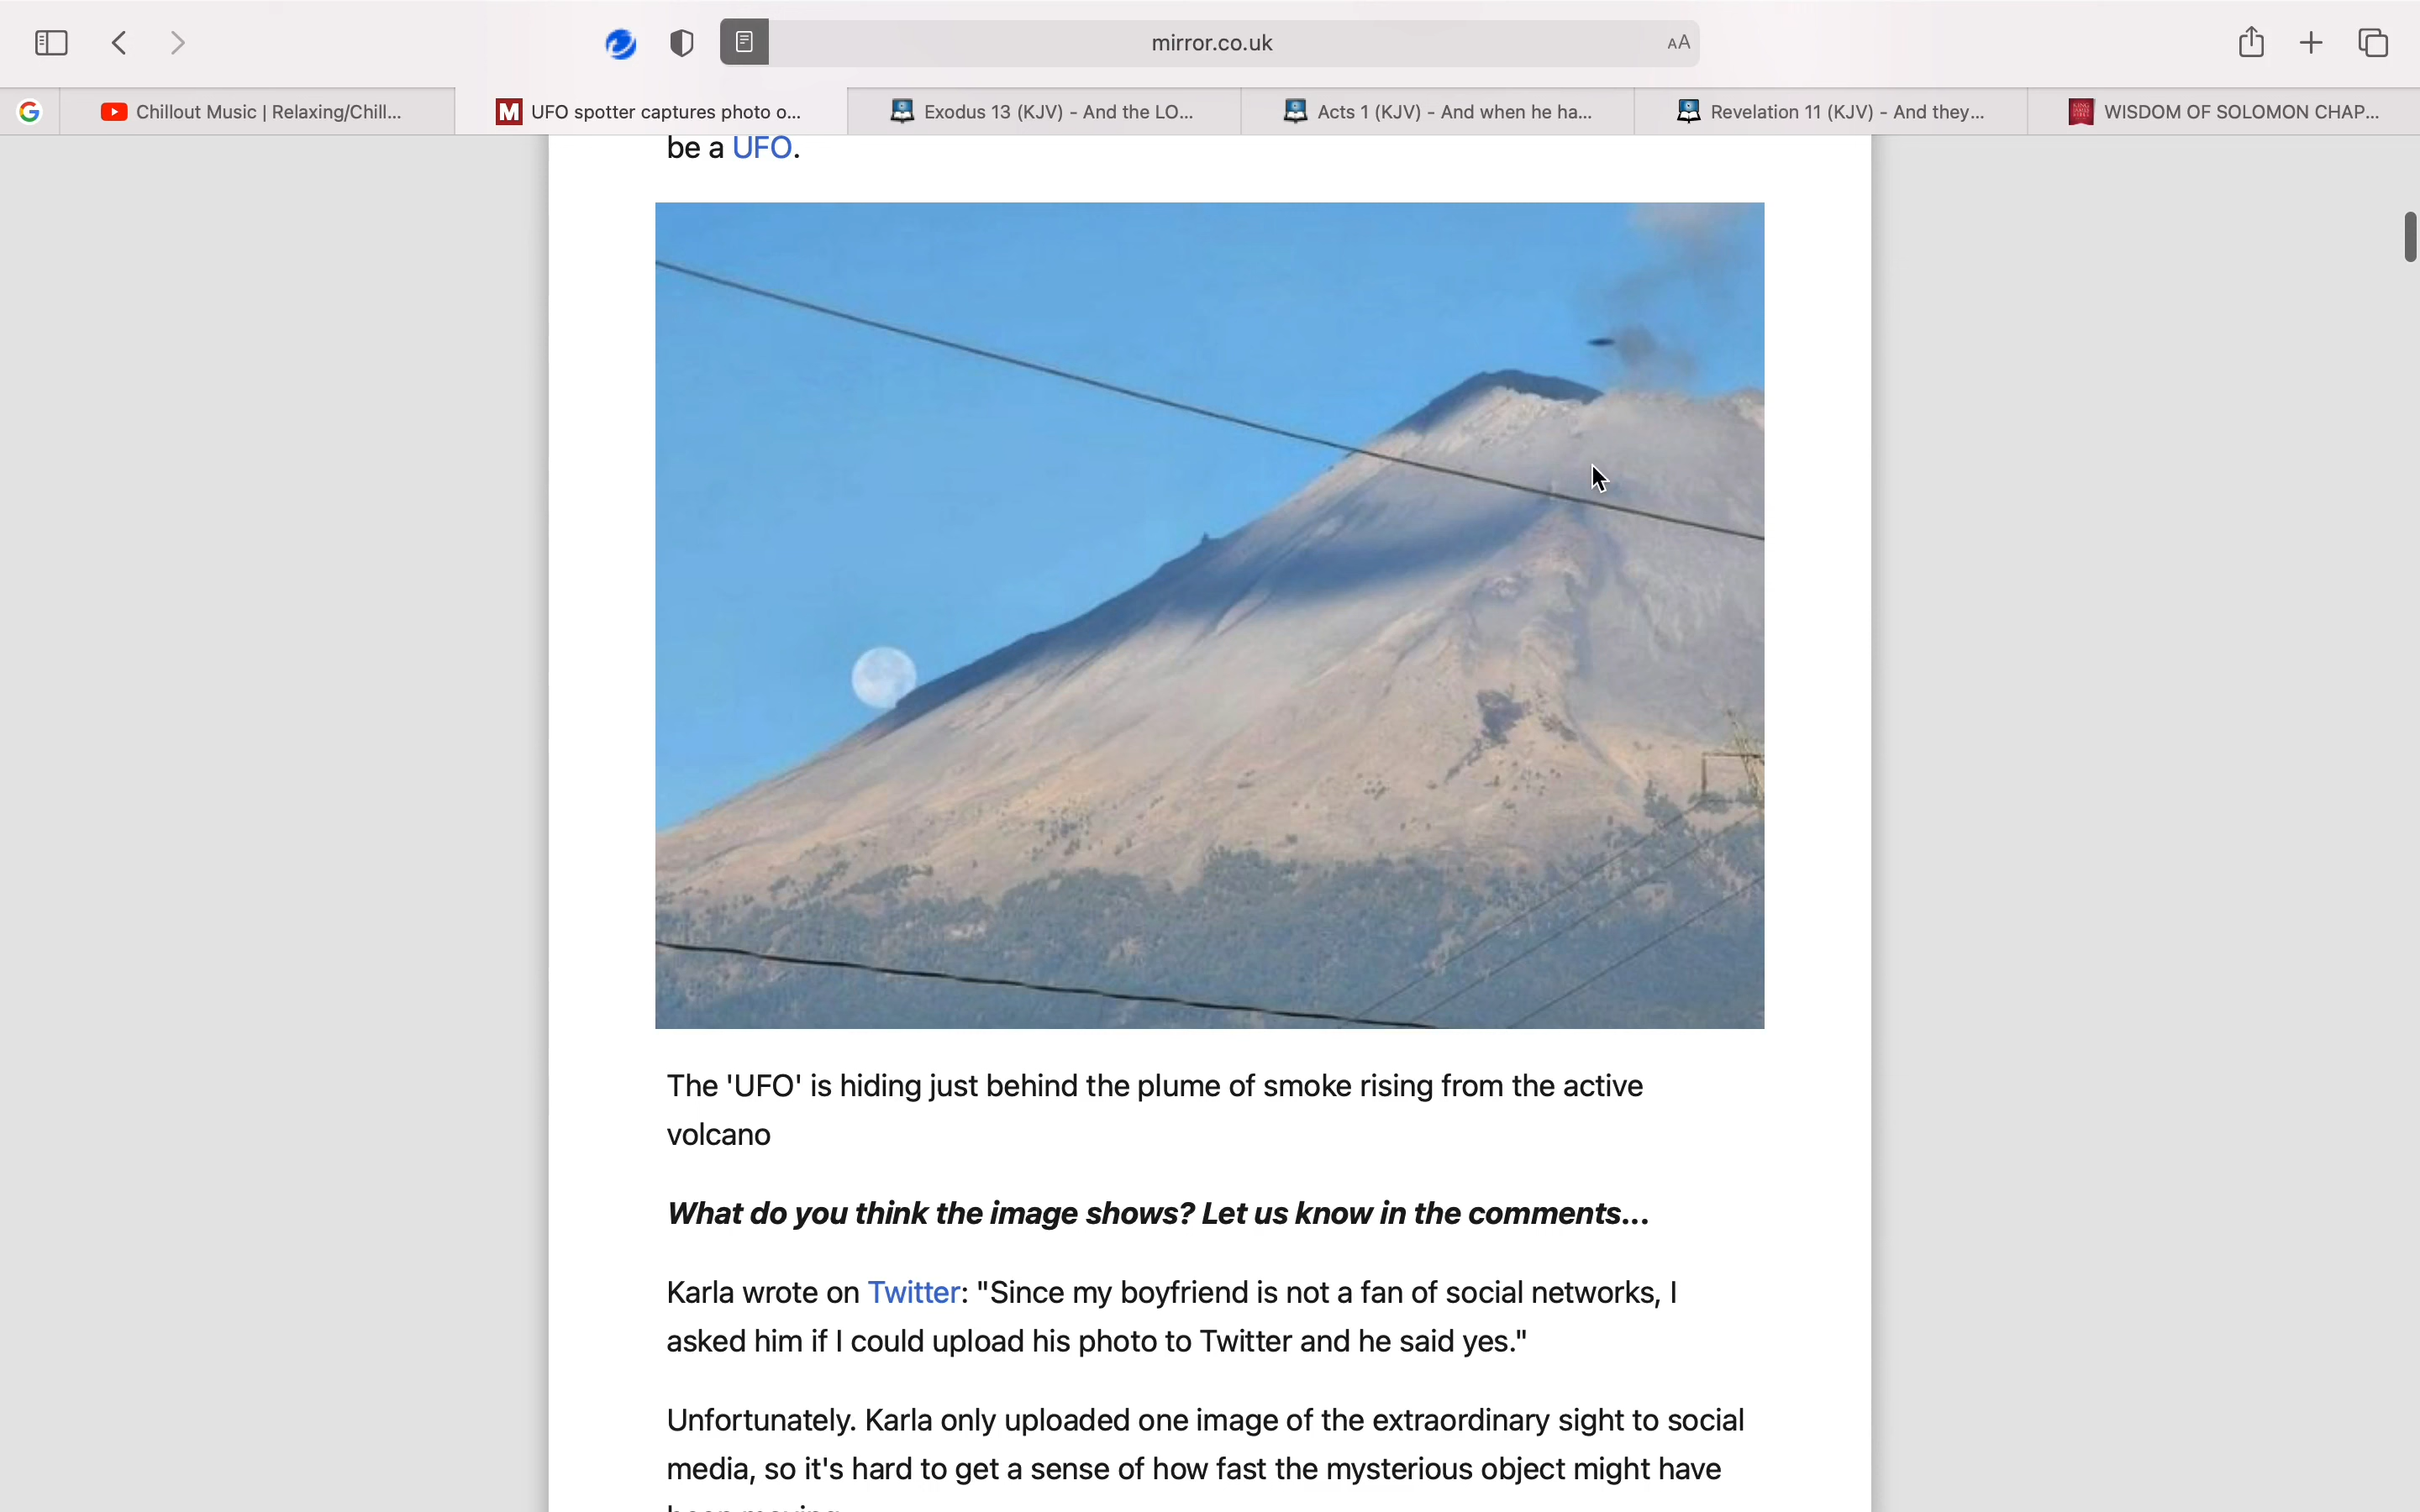 mirror.co.uk
AA
Chillout Music | Relaxing/Chill...
M UFO spotter captures photo o...
Exodus 13 (KJV) - And the LO...
Acts 1 (KJV) - And when he ha...
Revelation 11 (KJV) - And they...
WISDOM OF SOLOMON CHAP...
be a UFO.
The 'UFO' is hiding just behind the plume of smoke rising from the active
volcano
What do you think the image shows? Let us know in the comments...
Karla wrote on Twitter: "Since my boyfriend is not a fan of social networks, I
asked him if I could upload his photo to Twitter and he said yes."
Unfortunately. Karla only uploaded one image of the extraordinary sight to social
media, so it's hard to get a sense of how fast the mysterious object might have